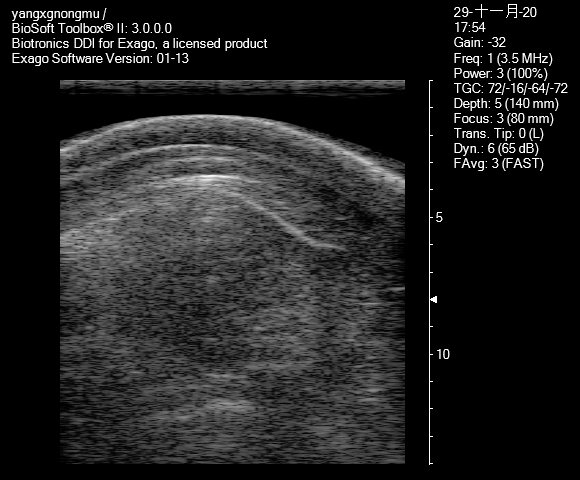 yangxgnongmu /
BioSoft Toolbox® II: 3.0.0.0
Biotronics DDI for Exago, a licensed product
Exago Software Version: 01-13
29-十一月-20
17:54
Gain: -32
Freq: 1 (3.5 MHz)
Power: 3 (100%)
TGC: 72/-16/-64/-72
Depth: 5 (140 mm)
Focus: 3 (80 mm)
Trans. Tip: 0 (L)
Dyn.: 6 (65 dB)
FAvg: 3 (FAST)
5
10